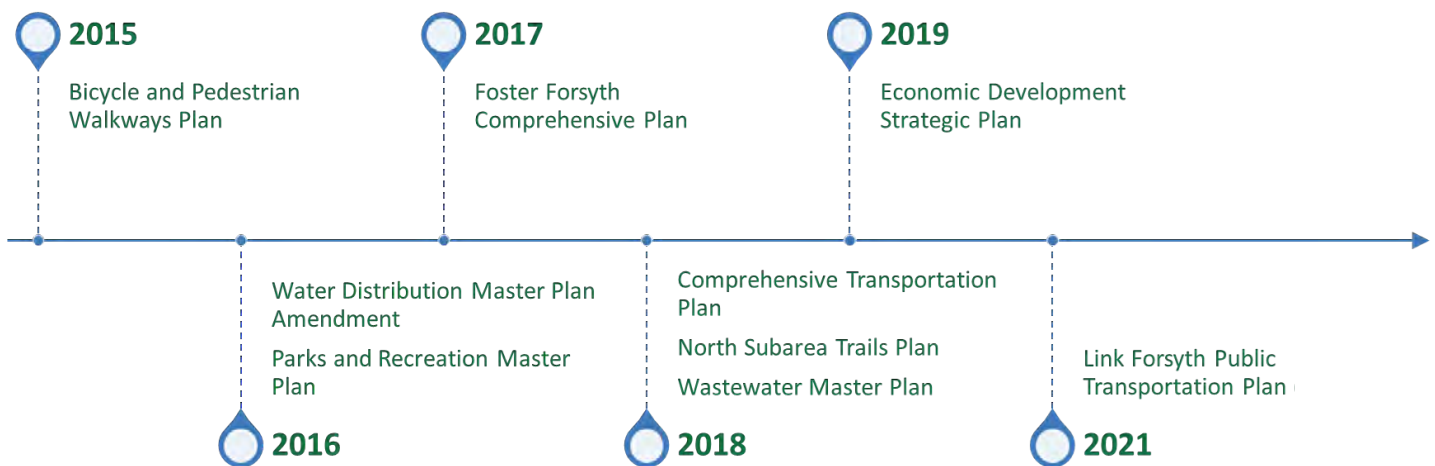 2015
Bicycle and Pedestrian
Walkways Plan
2016
Water Distribution Master Plan
Amendment
Parks and Recreation Master
Plan
2017
Foster Forsyth
Comprehensive Plan
2018
Comprehensive Transportation
Plan
North Subarea Trails Plan
Wastewater Master Plan
2019
Economic Development
Strategic Plan
2021
Link Forsyth Public
Transportation Plan